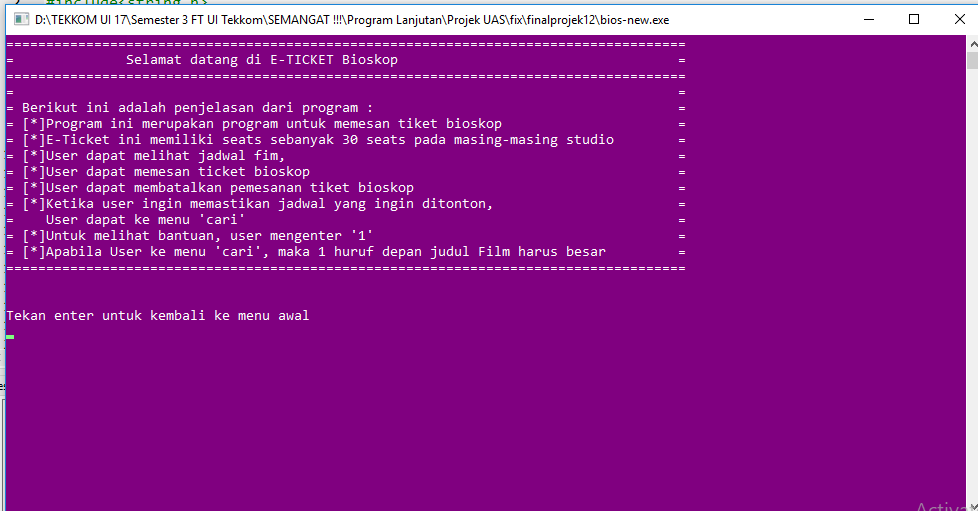 #include<string.h>
D:\TEKKOM UI 17\Semester 3 FT UI Tekkom\SEMANGAT !!!\Program Lanjutan\Projek UAS\fix\finalprojek12\bios-new.exe
=====================================================================================
=              Selamat datang di E-TICKET Bioskop                                   =
=====================================================================================
=                                                                                   =
= Berikut ini adalah penjelasan dari program :                                      =
= [*]Program ini merupakan program untuk memesan tiket bioskop                      =
= [*]E-Ticket ini memiliki seats sebanyak 30 seats pada masing-masing studio        =
= [*]User dapat melihat jadwal fim,                                                 =
= [*]User dapat memesan ticket bioskop                                              =
= [*]User dapat membatalkan pemesanan tiket bioskop                                 =
= [*]Ketika user ingin memastikan jadwal yang ingin ditonton,                       =
=    User dapat ke menu 'cari'                                                      =
= [*]Untuk melihat bantuan, user mengenter '1'                                      =
= [*]Apabila User ke menu 'cari', maka 1 huruf depan judul Film harus besar         =
=====================================================================================
Tekan enter untuk kembali ke menu awal